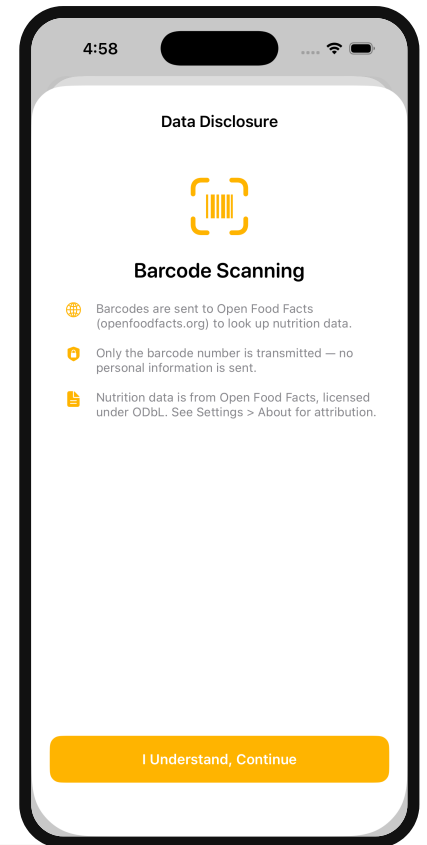 4:58
Data Disclosure
Barcode Scanning
Barcodes are sent to Open Food Facts
(openfoodfacts.org) to look up nutrition data.
Only the barcode number is transmitted — no
personal information is sent.
Nutrition data is from Open Food Facts, licensed
under ODbL. See Settings > About for attribution.
I Understand, Continue